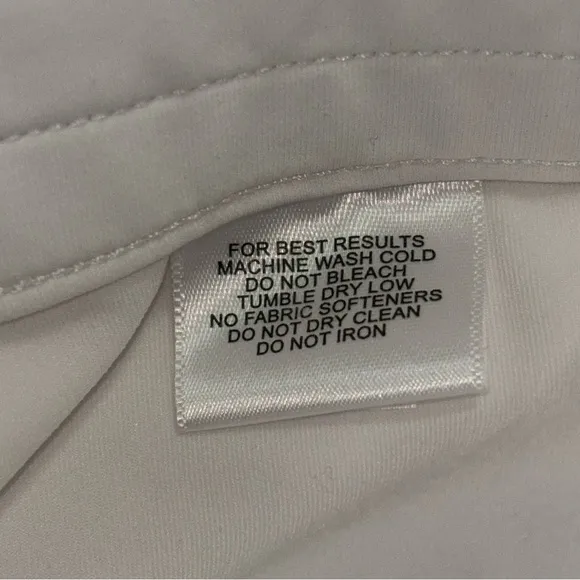 FOR BEST RESULTS
MACHINE WASH COLD
DO NOT BLEACH
TUMBLE DRY LOW
NO FABRIC SOFTENERS
DO NOT DRY CLEAN
DO NOT IRON